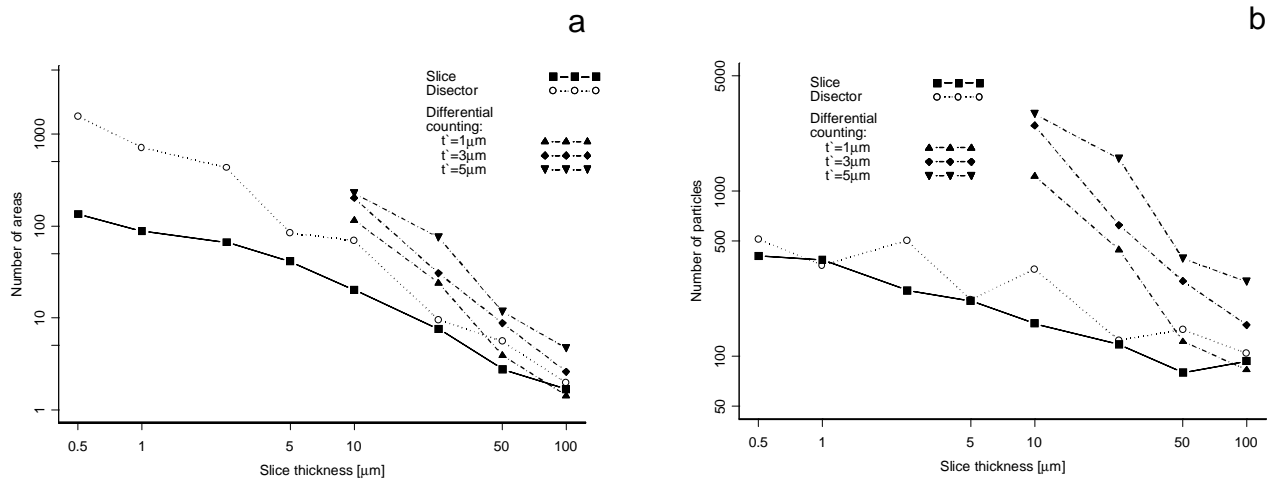 a
Slice
Disector
Differential
counting:
t`=1μm
t`=3μm
t`=5μm
Number of areas
1000
100
10
1
0.5 1 5 10 50 100
Slice thickness [μm]
b
Slice
Disector
Differential
counting:
t`=1μm
t`=3μm
t`=5μm
Number of particles
5000
1000
500
100
50
0.5 1 5 10 50 100
Slice thickness [μm]